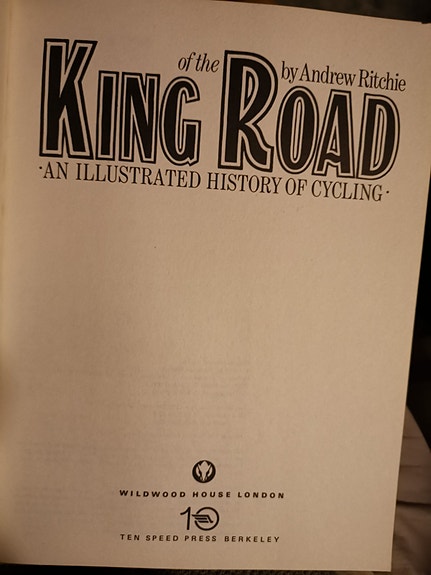 KING of the ROAD by Andrew Ritchie
·AN ILLUSTRATED HISTORY OF CYCLING·
WILDWOOD HOUSE LONDON
10
TEN SPEED PRESS BERKELEY